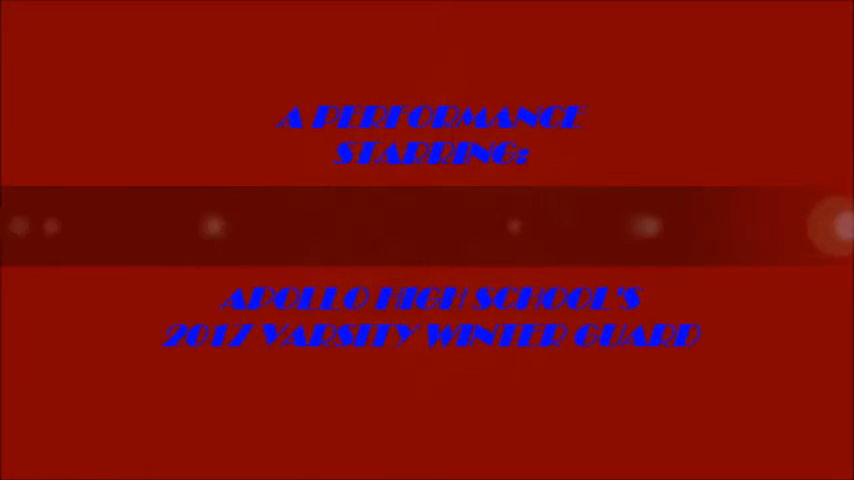 A PERFORMANCE
STARRING:
APOLLO HIGH SCHOOL'S
2017 VARSITY WINTER GUARD